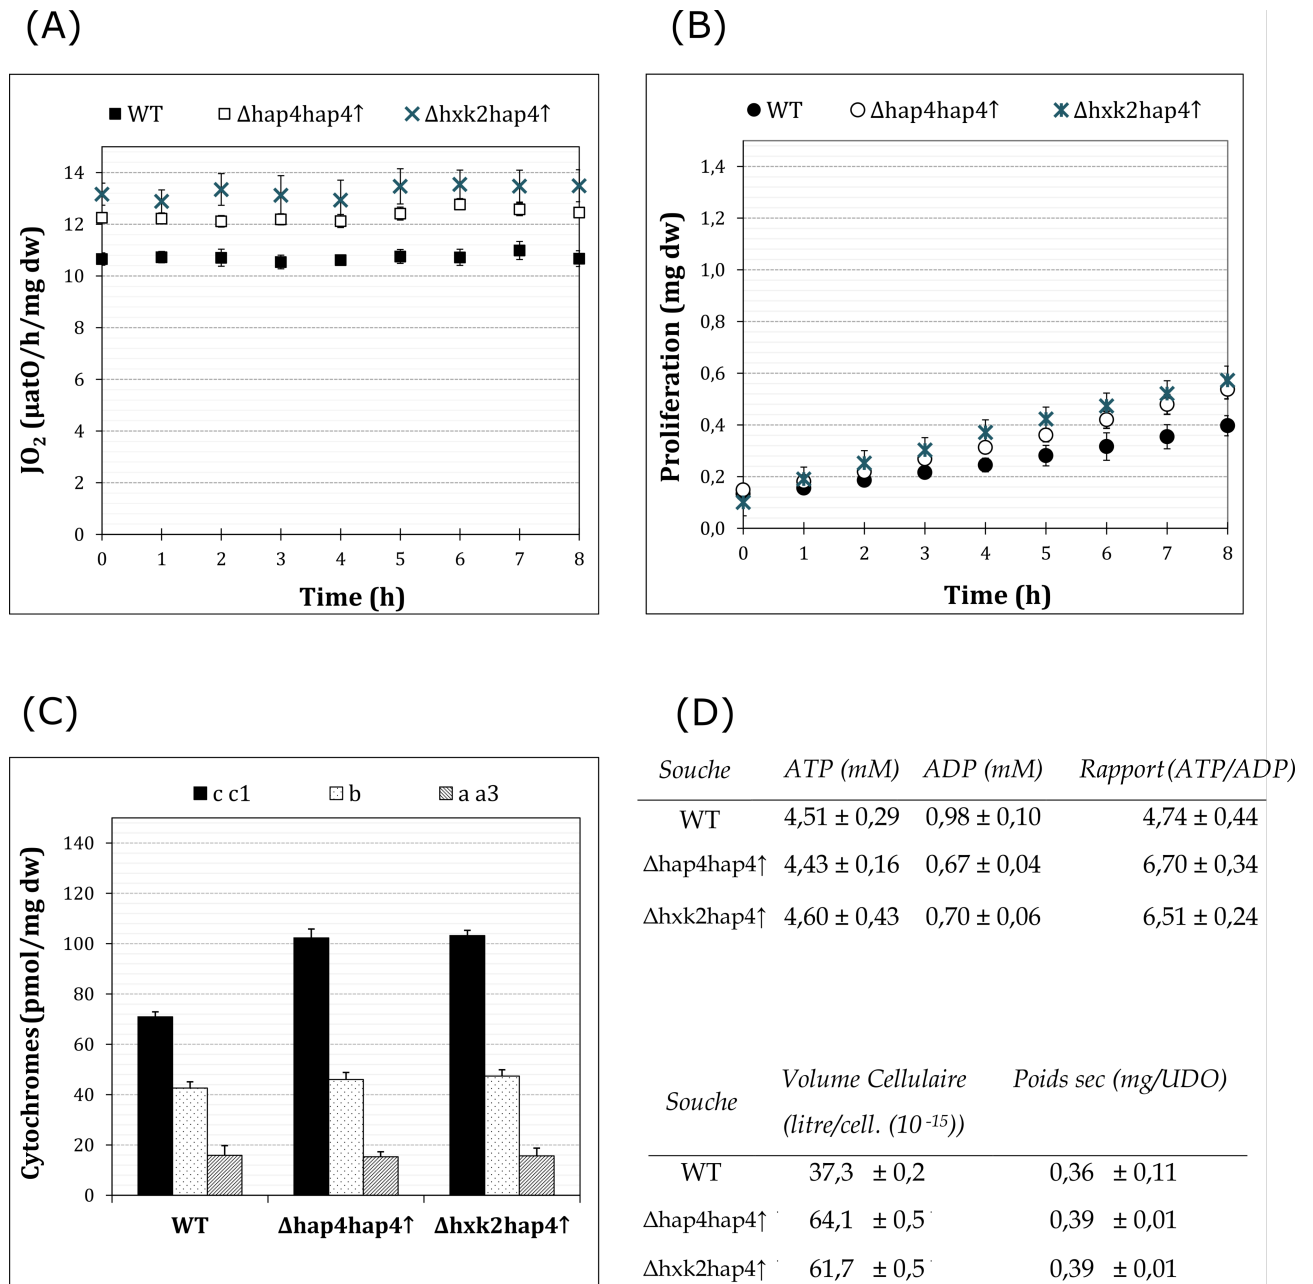 (A)
WT Δhap4hap4↑ Δhxk2hap4↑
14
12
10
8
6
4
2
0
0 1 2 3 4 5 6 7 8
JO2 (µatO/h/mg dw)
Time (h)
(B)
WT Δhap4hap4↑ Δhxk2hap4↑
1,4
1,2
1,0
0,8
0,6
0,4
0,2
0,0
0 1 2 3 4 5 6 7 8
Proliferation (mg dw)
Time (h)
(C)
c c1 b a a3
140
120
100
80
60
40
20
0
Cytochromes(pmol/mg dw)
WT Δhap4hap4↑ Δhxk2hap4↑
(D)
Souche ATP (mM) ADP (mM) Rapport(ATP/ADP)
WT 4,51 ± 0,29 0,98 ± 0,10 4,74 ± 0,44
Δhap4hap4↑ 4,43 ± 0,16 0,67 ± 0,04 6,70 ± 0,34
Δhxk2hap4↑ 4,60 ± 0,43 0,70 ± 0,06 6,51 ± 0,24
Souche Volume Cellulaire Poids sec (mg/UDO)
(litre/cell. (10 -15))
WT 37,3 ± 0,2 0,36 ± 0,11
Δhap4hap4↑ 64,1 ± 0,5 0,39 ± 0,01
Δhxk2hap4↑ 61,7 ± 0,5 0,39 ± 0,01